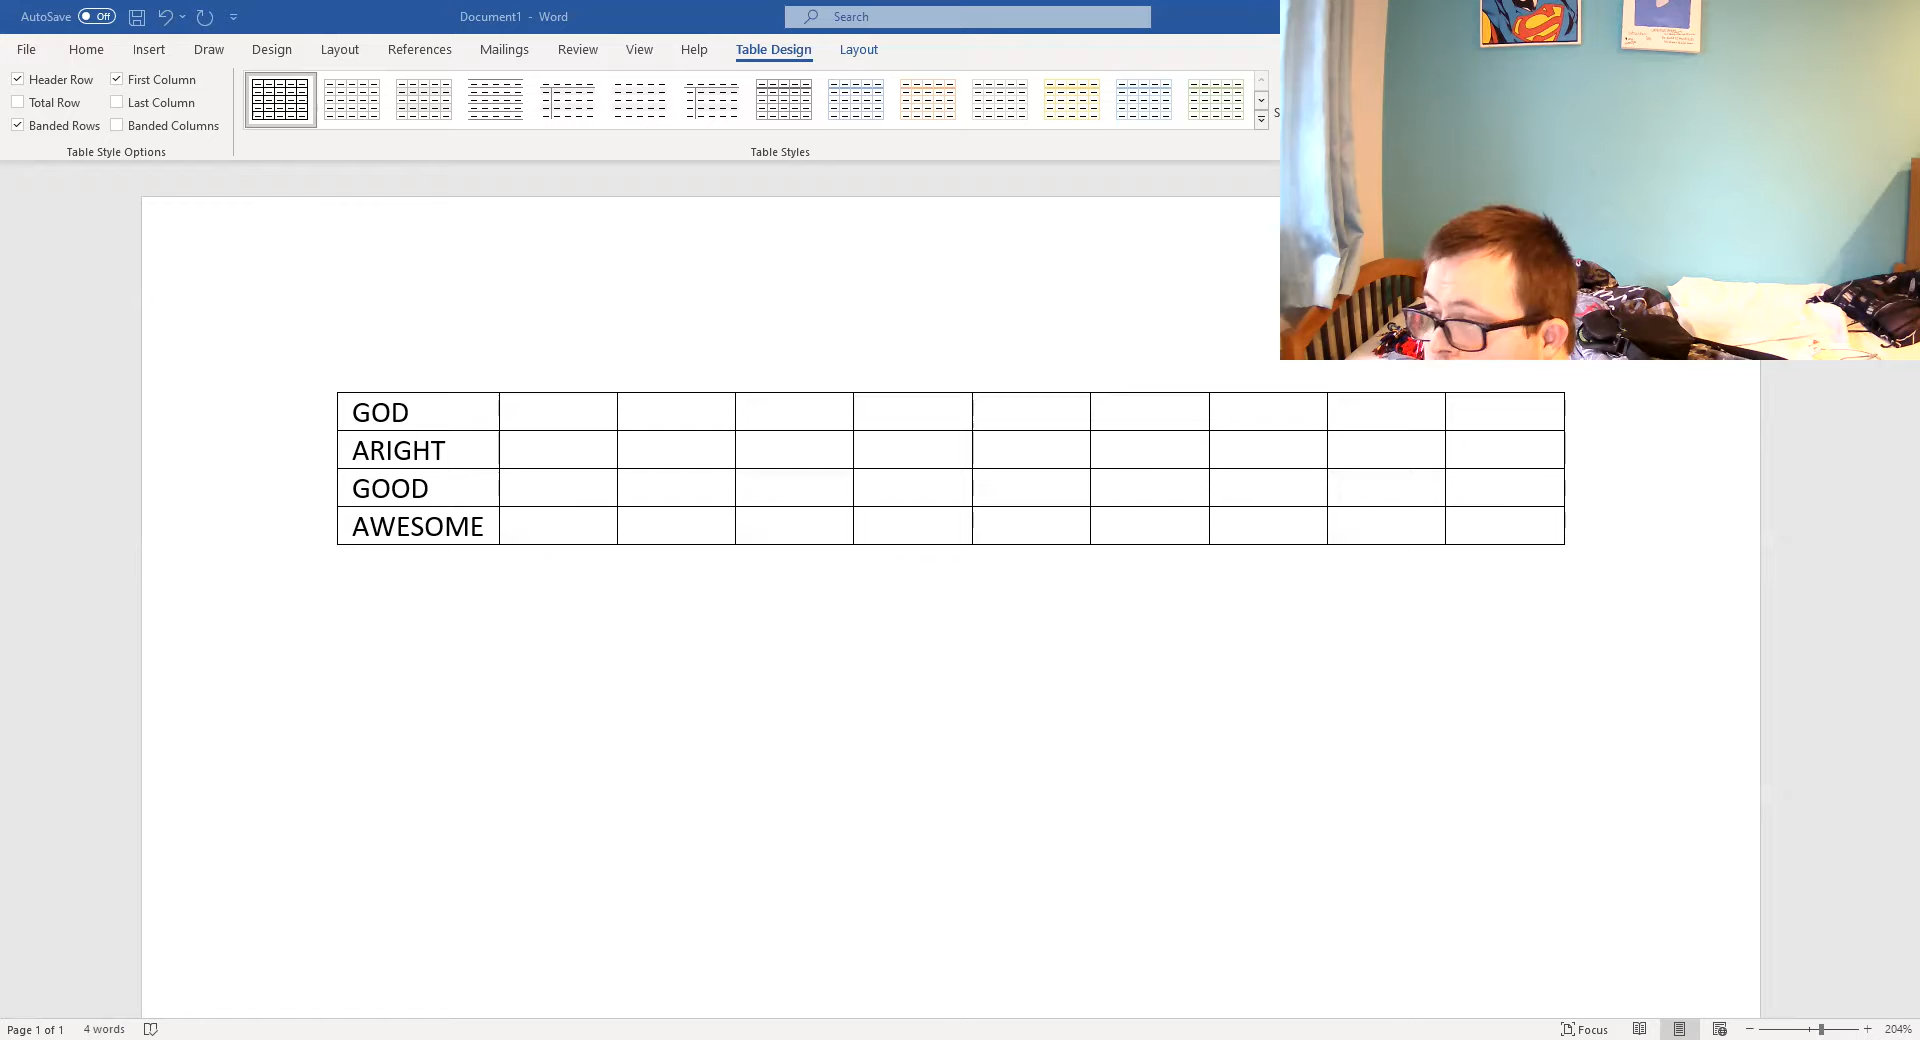 AutoSave Off Document1 - Word Search
File Home Insert Draw Design Layout References Mailings Review View Help Table Design Layout
Header Row First Column
Total Row Last Column
Banded Rows Banded Columns
S
Table Style Options Table Styles
GOD
ARIGHT
GOOD
AWESOME
Page 1 of 1 4 words Focus 204%